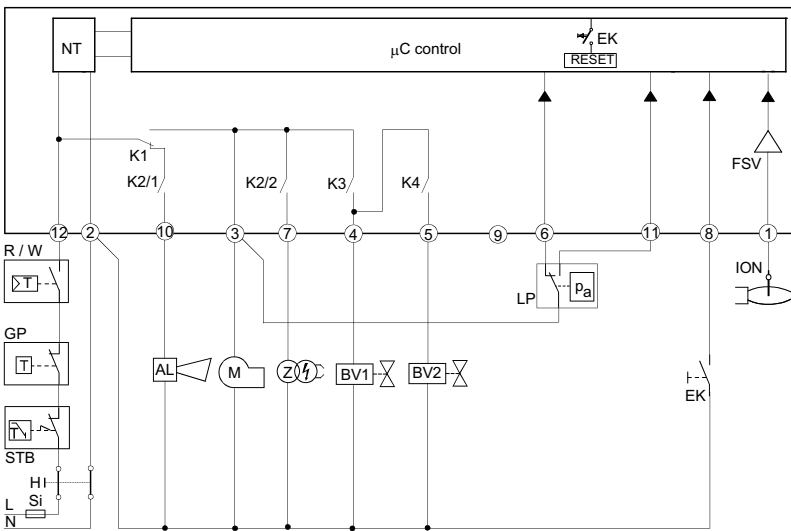 NT
μC control
EK
RESET
K1
K2/1
K2/2
K3
K4
FSV
12
2
10
3
7
4
5
9
6
11
8
1
R / W
T
GP
T
STB
T
H
Si
L
N
AL
M
Z
BV1
BV2
LP
pa
ION
EK